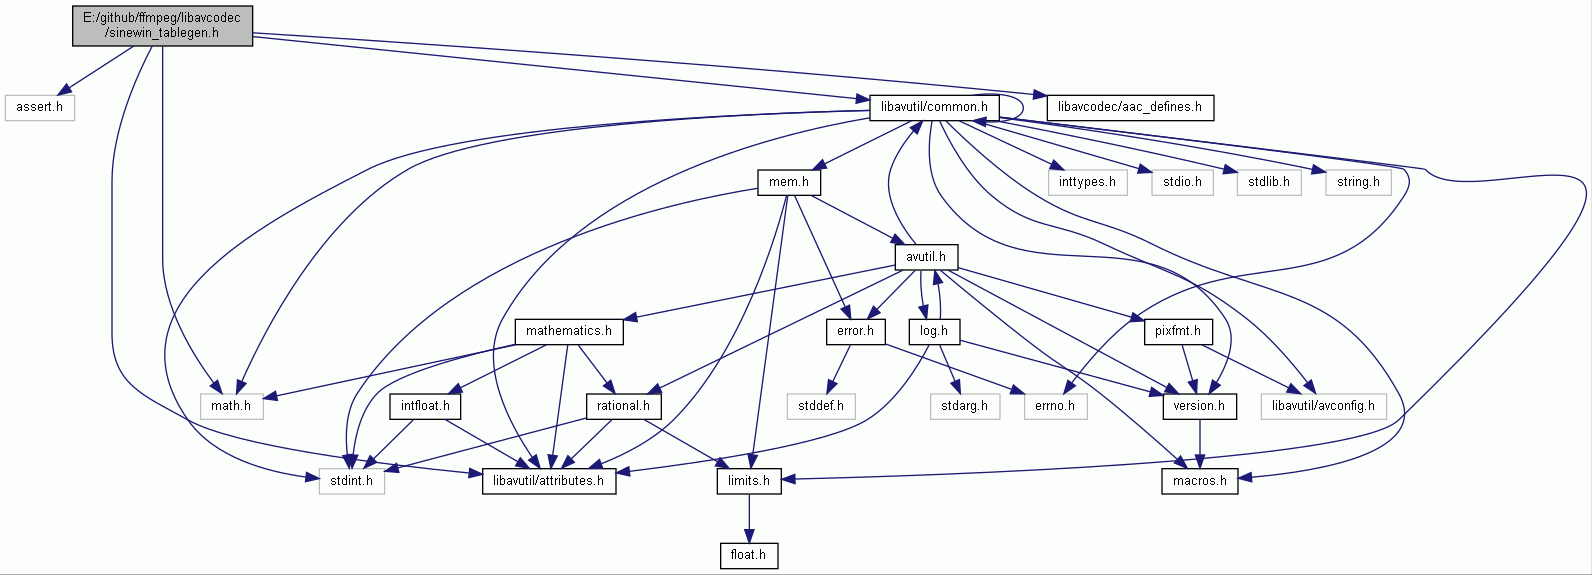 E:/github/ffmpeg/libavcodec
/sinewin_tablegen.h
assert.h
libavutil/common.h
libavcodec/aac_defines.h
mem.h
inttypes.h
stdio.h
stdlib.h
string.h
avutil.h
mathematics.h
error.h
log.h
pixfmt.h
math.h
intfloat.h
rational.h
stddef.h
stdarg.h
errno.h
version.h
libavutil/avconfig.h
stdint.h
libavutil/attributes.h
limits.h
macros.h
float.h